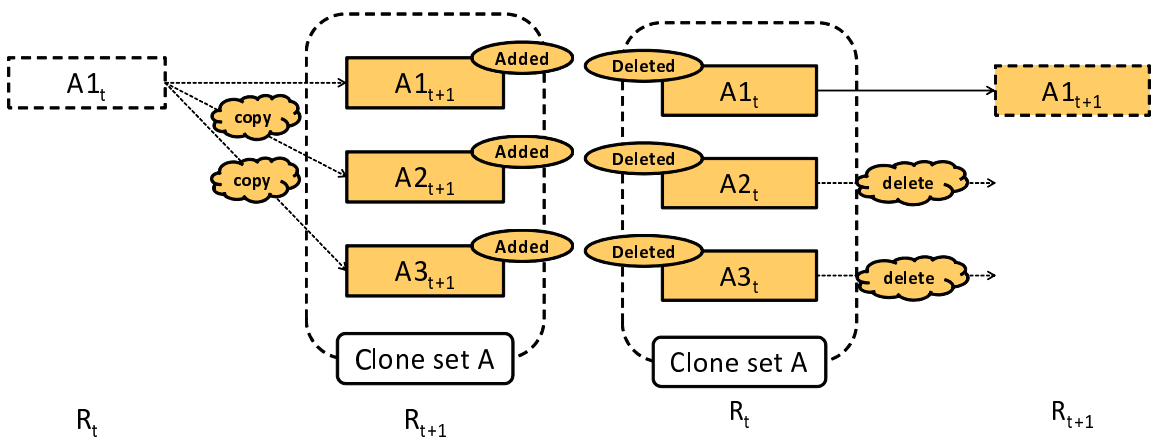 A1t
copy
copy
A1t+1
Added
A2t+1
Added
A3t+1
Added
Clone set A
Rt
Rt+1
Deleted
A1t
Deleted
A2t
Deleted
A3t
Clone set A
A1t+1
delete
delete
Rt
Rt+1